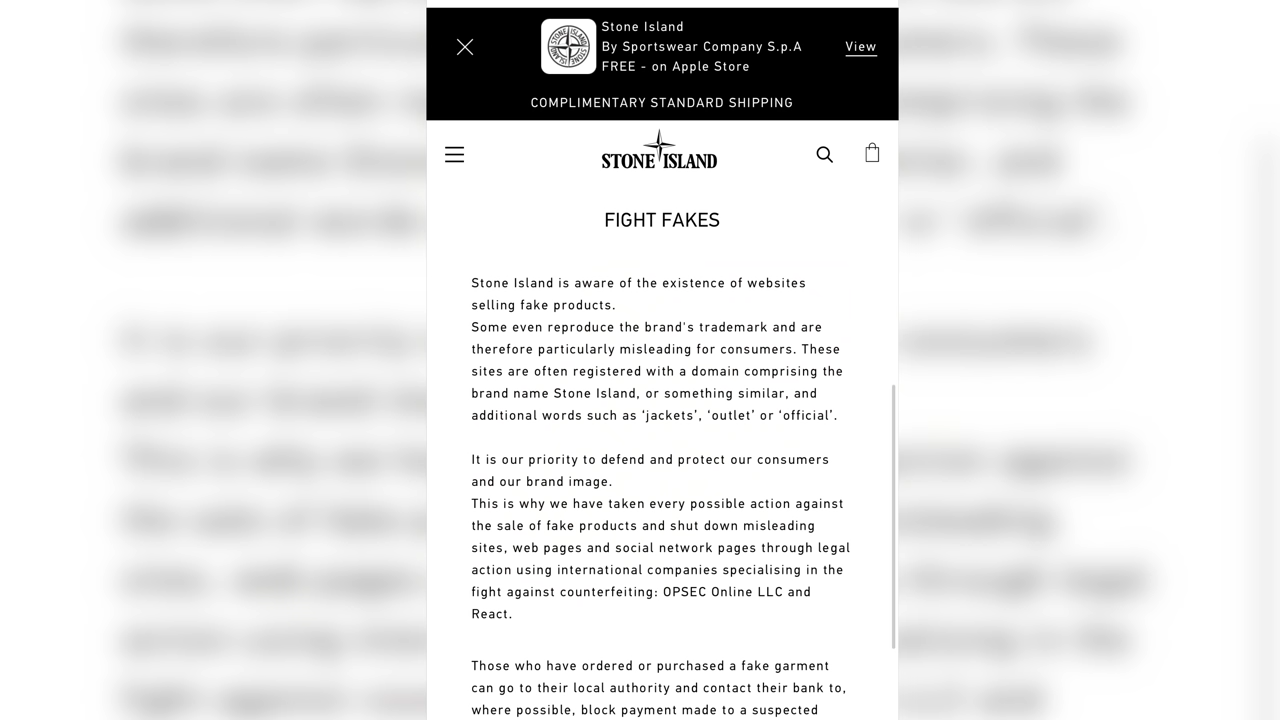 Stone Island
By Sportswear Company S.p.A
FREE - on Apple Store
View
COMPLIMENTARY STANDARD SHIPPING
STONE ISLAND
FIGHT FAKES
Stone Island is aware of the existence of websites
selling fake products.
Some even reproduce the brand's trademark and are
therefore particularly misleading for consumers. These
sites are often registered with a domain comprising the
brand name Stone Island, or something similar, and
additional words such as ‘jackets’, ‘outlet’ or ‘official’.
It is our priority to defend and protect our consumers
and our brand image.
This is why we have taken every possible action against
the sale of fake products and shut down misleading
sites, web pages and social network pages through legal
action using international companies specialising in the
fight against counterfeiting: OPSEC Online LLC and
React.
Those who have ordered or purchased a fake garment
can go to their local authority and contact their bank to,
where possible, block payment made to a suspected